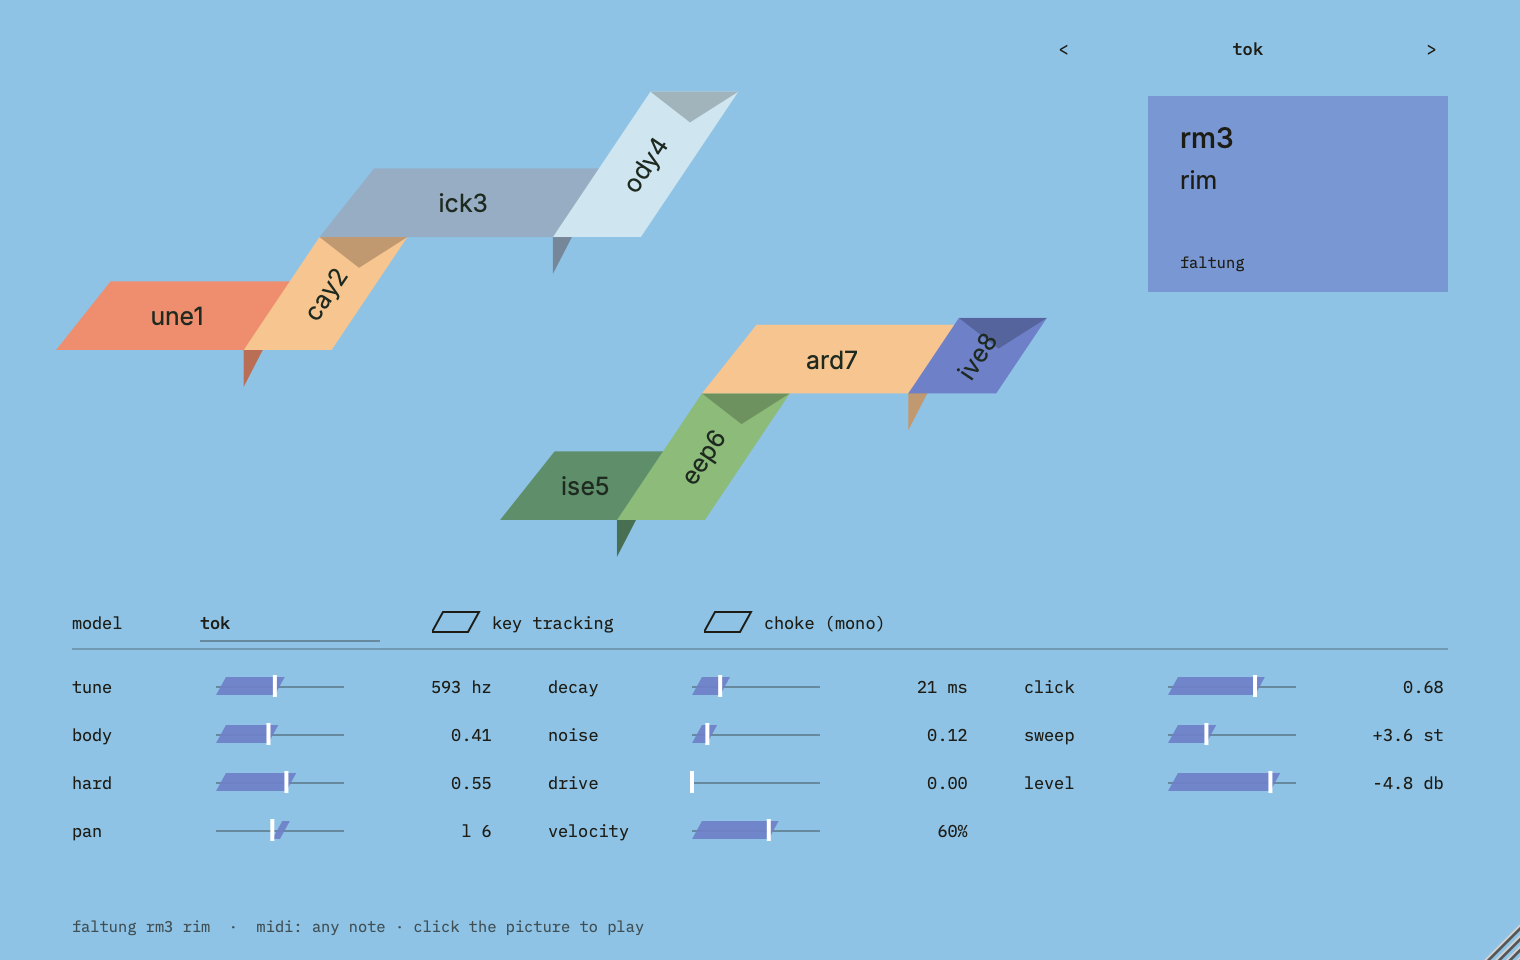 < tok >
rm3
rim
faltung
ody4
ick3
cay2
une1
ive8
ard7
eep6
ise5
model tok key tracking choke (mono)
tune 593 hz decay 21 ms click 0.68
body 0.41 noise 0.12 sweep +3.6 st
hard 0.55 drive 0.00 level -4.8 db
pan l 6 velocity 60%
faltung rm3 rim · midi: any note · click the picture to play